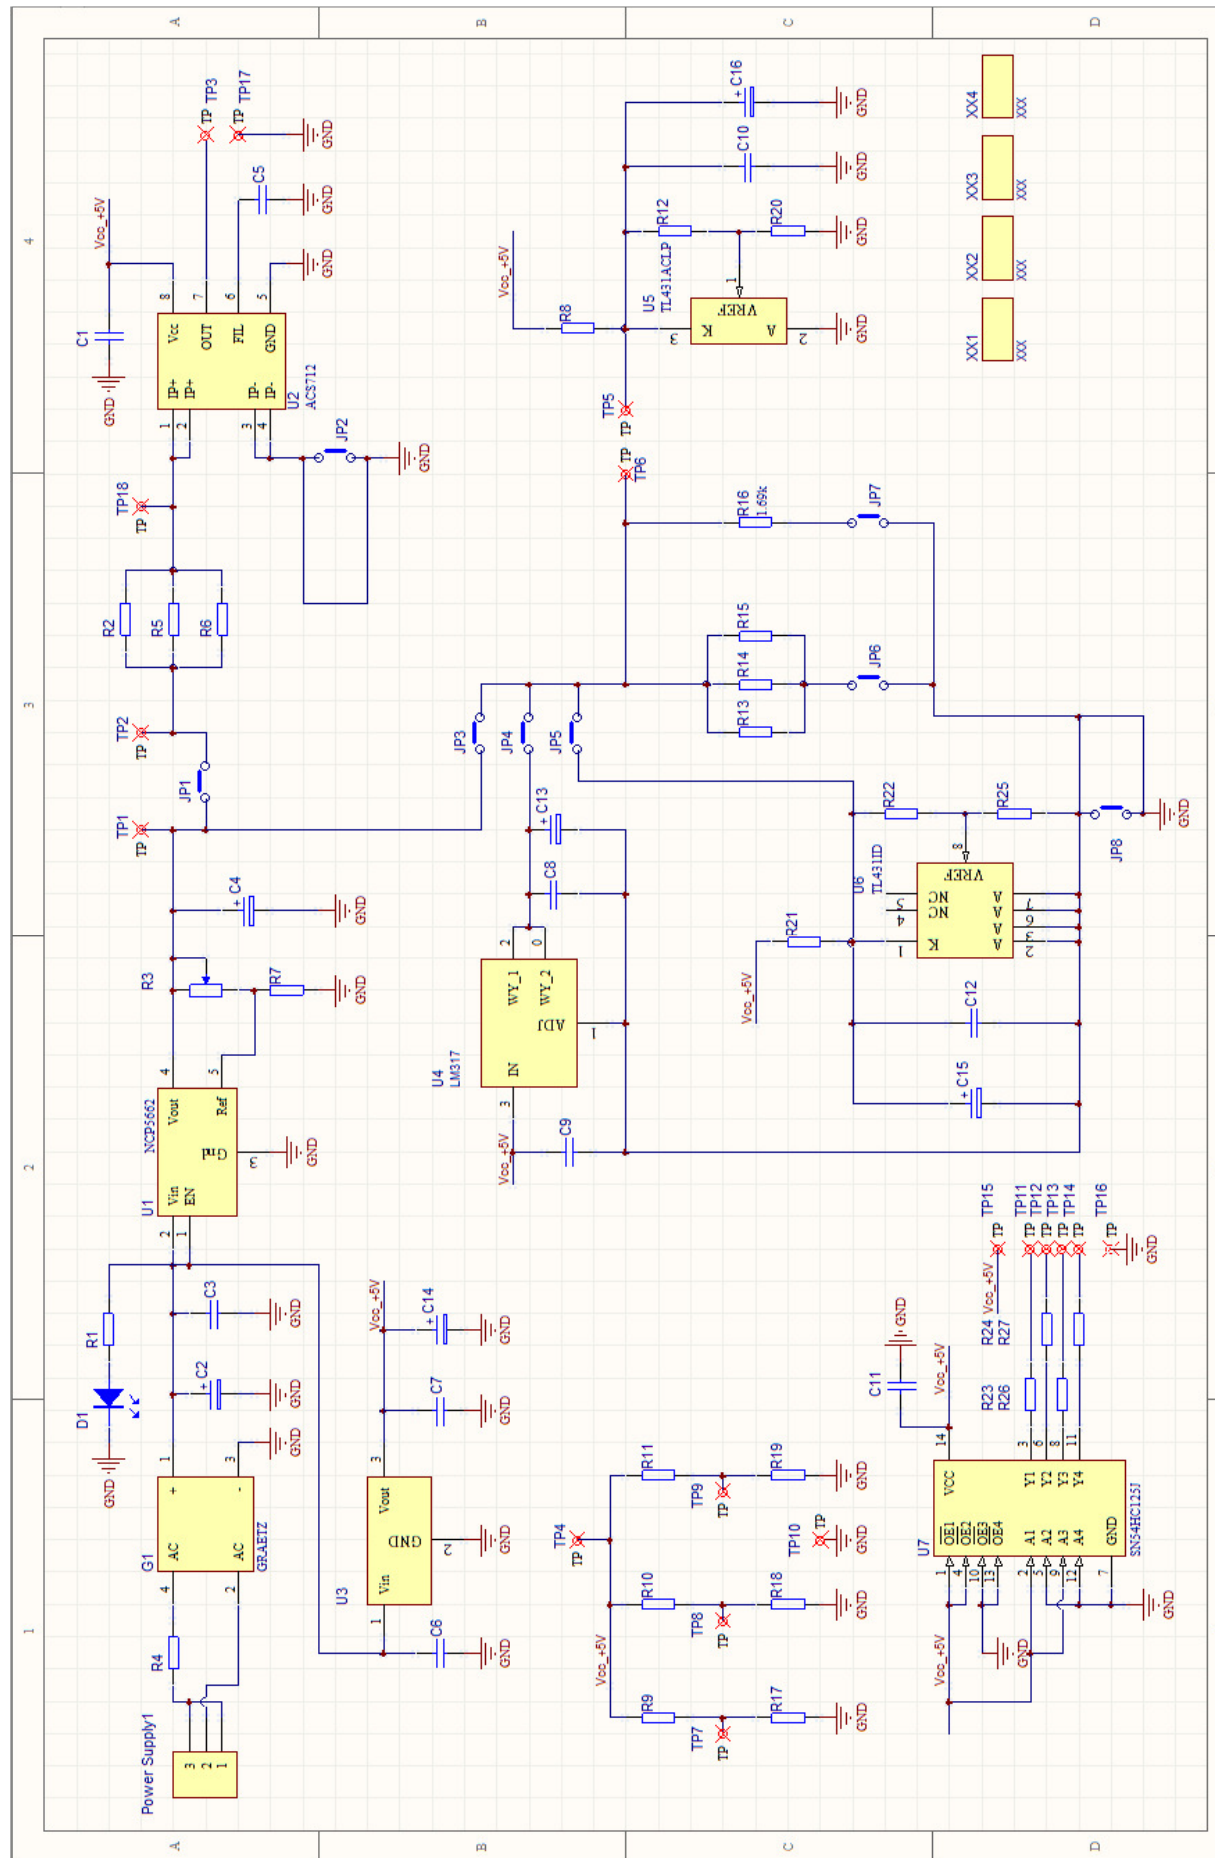 A
B
C
D
4
3
2
1
Power Supply1
3
2
1
R4
G1
4
AC
+
1
2
AC
-
3
GRAETZ
GND
D1
GND
R1
+ C2
GND
C3
GND
U1
NCP5662
2
Vin
Vout
4
1
EN
Ref
5
Gnd
3
GND
R3
R7
GND
+ C4
GND
TP1
TP
JP1
TP2
TP
R2
R5
R6
TP18
TP
C1
GND
Vcc_+5V
1
IP+
Vcc
8
2
IP+
OUT
7
3
IP-
FIL
6
4
IP-
GND
5
U2
ACS712
JP2
GND
GND
C5
GND
TP TP3
TP TP17
GND
U3
1
Vin
Vout
3
GND
2
GND
C6
GND
C7
GND
Vcc_+5V
+ C14
GND
U4
LM317
Vcc_+5V
3
IN
WY_1
2
WY_2
0
ADJ
1
C9
C8
+ C13
JP3
JP4
JP5
TP6
TP
TP5
TP
Vcc_+5V
R8
U5
TL431ACLP
3
K
VREF
1
A
2
GND
R12
R20
GND
C10
GND
+ C16
GND
TP4
TP
Vcc_+5V
R9
R10
R11
TP7
TP
TP8
TP
TP9
TP
R17
R18
R19
GND
GND
GND
TP10
TP
GND
Vcc_+5V
R21
+ C15
C12
U6
TL431ID
1
K
4
NC
5
NC
VREF
8
2
A
3
A
6
A
7
A
R22
R25
JP8
GND
R13
R14
R15
JP6
R16
1.69k
JP7
U7
SN54HC125J
Vcc_+5V
1
OE1
4
OE2
10
OE3
13
OE4
2
A1
5
A2
9
A3
12
A4
7
GND
VCC
14
Y1
3
Y2
6
Y3
8
Y4
11
GND
GND
C11
GND
Vcc_+5V
R23
R24
R26
R27
Vcc_+5V
TP TP15
TP TP11
TP TP12
TP TP13
TP TP14
TP TP16
GND
XX1
XXX
XX2
XXX
XX3
XXX
XX4
XXX
A
B
C
D